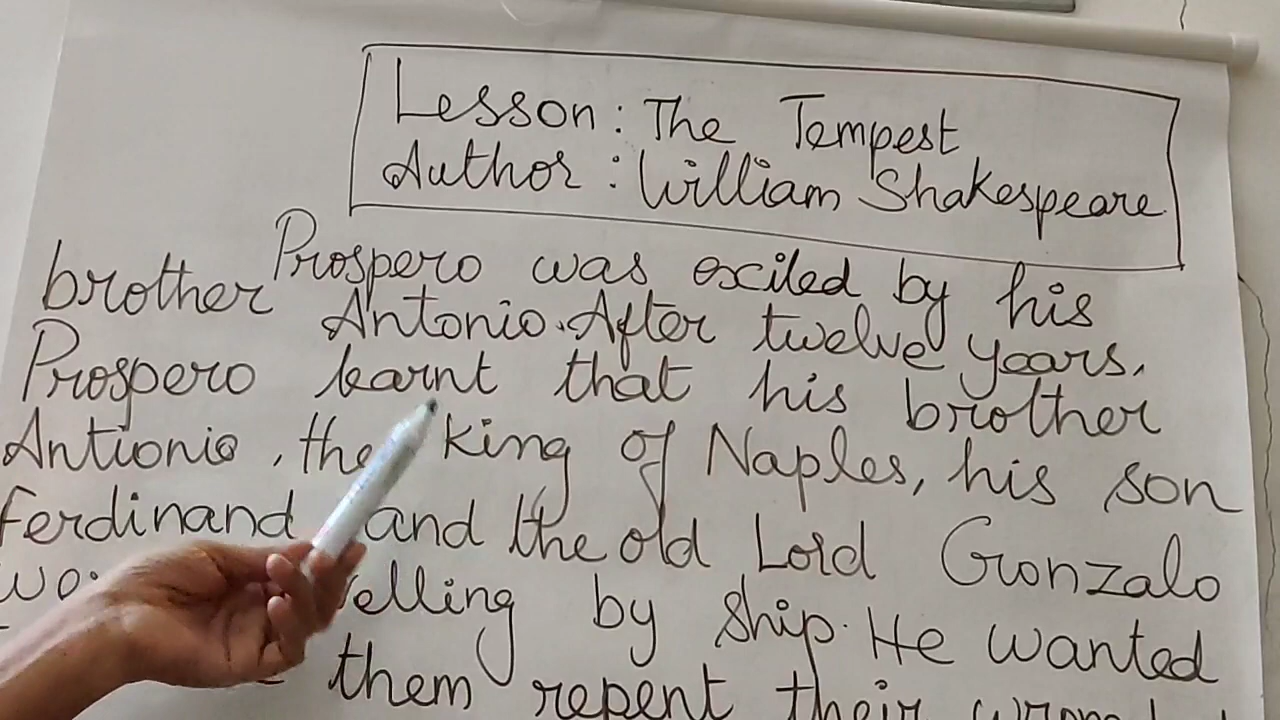 Lesson: The Tempest
Author: William Shakespeare
Prospero was exciled by his
brother Antonio. After twelve years,
Prospero learnt that his brother
Antionio, the king of Naples, his son
Ferdinand and the old Lord Gonzalo
by ship. He wanted
them repent their